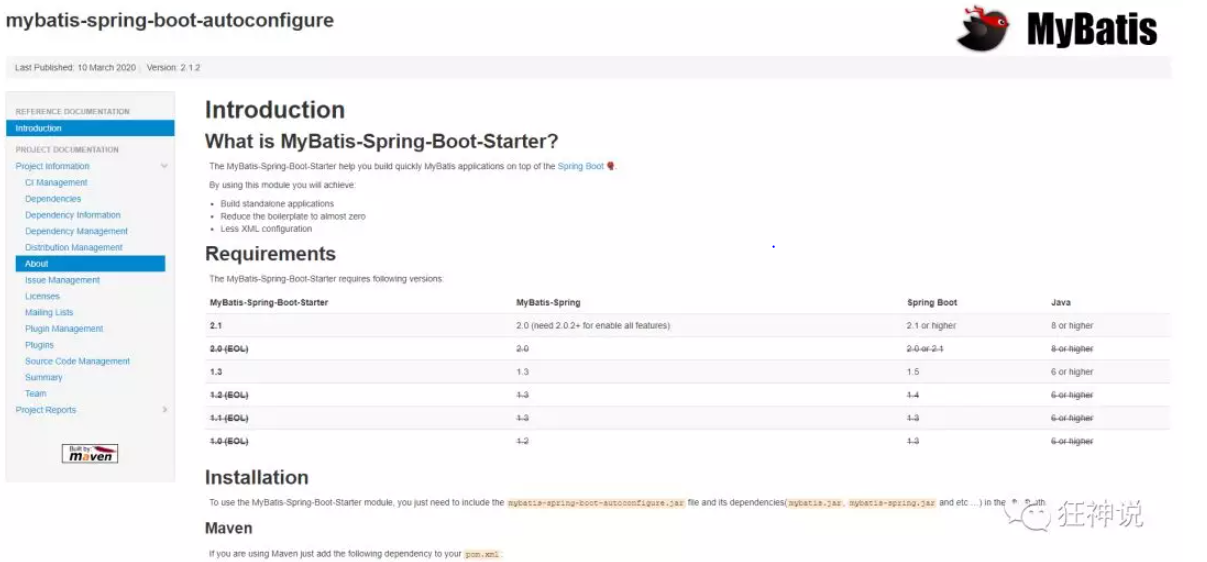 mybatis-spring-boot-autoconfigure
MyBatis
Last Published: 10 March 2020 | Version: 2.1.2
REFERENCE DOCUMENTATION
Introduction
PROJECT DOCUMENTATION
Project Information
CI Management
Dependencies
Dependency Information
Dependency Management
Distribution Management
About
Issue Management
Licenses
Mailing Lists
Plugin Management
Plugins
Source Code Management
Summary
Team
Project Reports
Built by:
maven
Introduction
What is MyBatis-Spring-Boot-Starter?
The MyBatis-Spring-Boot-Starter help you build quickly MyBatis applications on top of the Spring Boot.
By using this module you will achieve:
Build standalone applications
Reduce the boilerplate to almost zero
Less XML configuration
Requirements
The MyBatis-Spring-Boot-Starter requires following versions:
MyBatis-Spring-Boot-Starter MyBatis-Spring Spring Boot Java
2.1 2.0 (need 2.0.2+ for enable all features) 2.1 or higher 8 or higher
2.0 (EOL) 2.0 2.0 or 2.1 8 or higher
1.3 1.3 1.5 6 or higher
1.2 (EOL) 1.3 1.4 6 or higher
1.1 (EOL) 1.3 1.3 6 or higher
1.0 (EOL) 1.2 1.3 6 or higher
Installation
To use the MyBatis-Spring-Boot-Starter module, you just need to include the mybatis-spring-boot-autoconfigure.jar file and its dependencies(mybatis.jar, mybatis-spring.jar and etc ...) in the
狂神说
Maven
If you are using Maven just add the following dependency to your pom.xml: